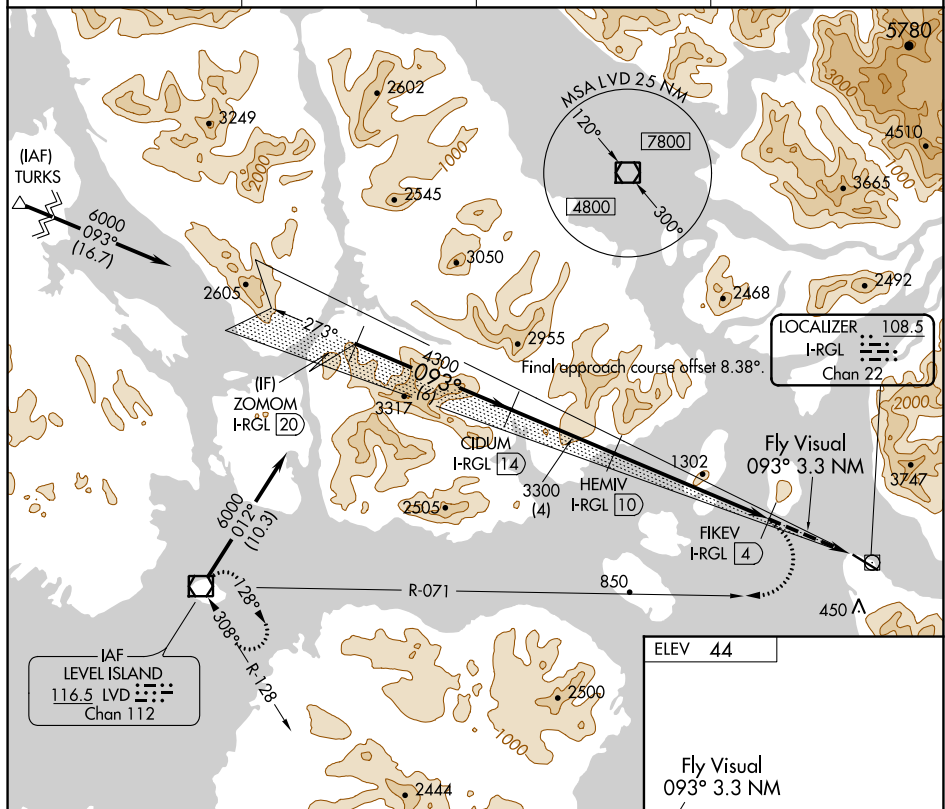 5780
3249
2602
MSA LVD 25 NM
120°
7800
4800
300°
3000
4510
1000
3665
(IAF)
TURKS
6000
093°
(16.7)
2000
1000
2545
3050
2605
2468
2492
273°
4300
093°
(6)
2955
Final approach course offset 8.38°.
LOCALIZER 108.5
I-RGL
Chan 22
2000
(IF)
ZOMOM
I-RGL 20
3317
CIDUM
I-RGL 14
3300
(4)
HEMIV
I-RGL 10
1302
Fly Visual
093° 3.3 NM
3747
2505
FIKEV
I-RGL 4
6000
012°
(10.3)
R-071
850
450
128°
308°
R-128
IAF
LEVEL ISLAND
116.5 LVD
Chan 112
2500
1000
2444
ELEV 44
Fly Visual
093° 3.3 NM